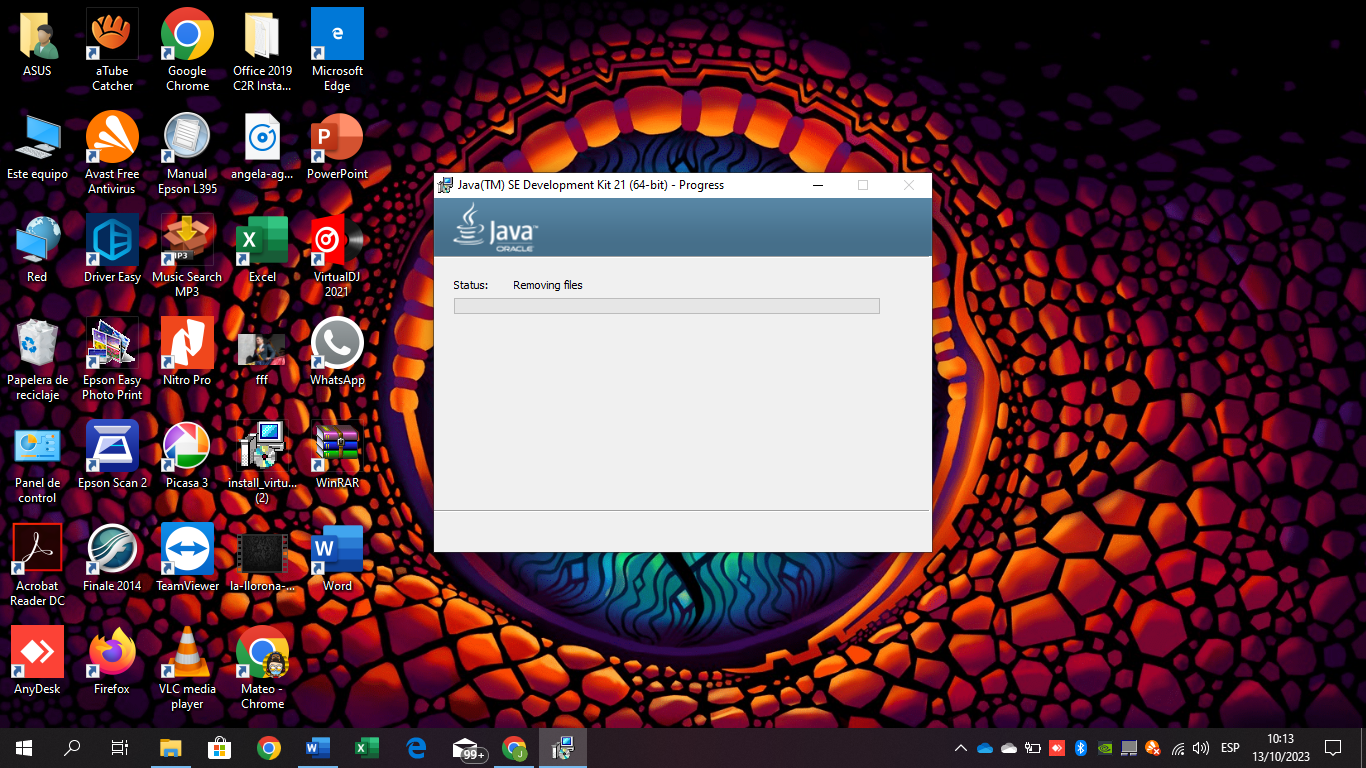 ASUS
aTube
Catcher
Google
Chrome
Office 2019
C2R Insta...
Microsoft
Edge
Este equipo
Avast Free
Antivirus
Manual
Epson L395
angela-ag...
PowerPoint
Red
Driver Easy
Music Search
MP3
Excel
VirtualDJ
2021
Papelera de
reciclaje
Epson Easy
Photo Print
Nitro Pro
fff
WhatsApp
Panel de
control
Epson Scan 2
Picasa 3
install_virtu...
(2)
WinRAR
Acrobat
Reader DC
Finale 2014
TeamViewer
la-llorona-...
Word
AnyDesk
Firefox
VLC media
player
Mateo -
Chrome
Java(TM) SE Development Kit 21 (64-bit) - Progress
Java™
ORACLE
Status: Removing files
99+
J
ESP
10:13
13/10/2023